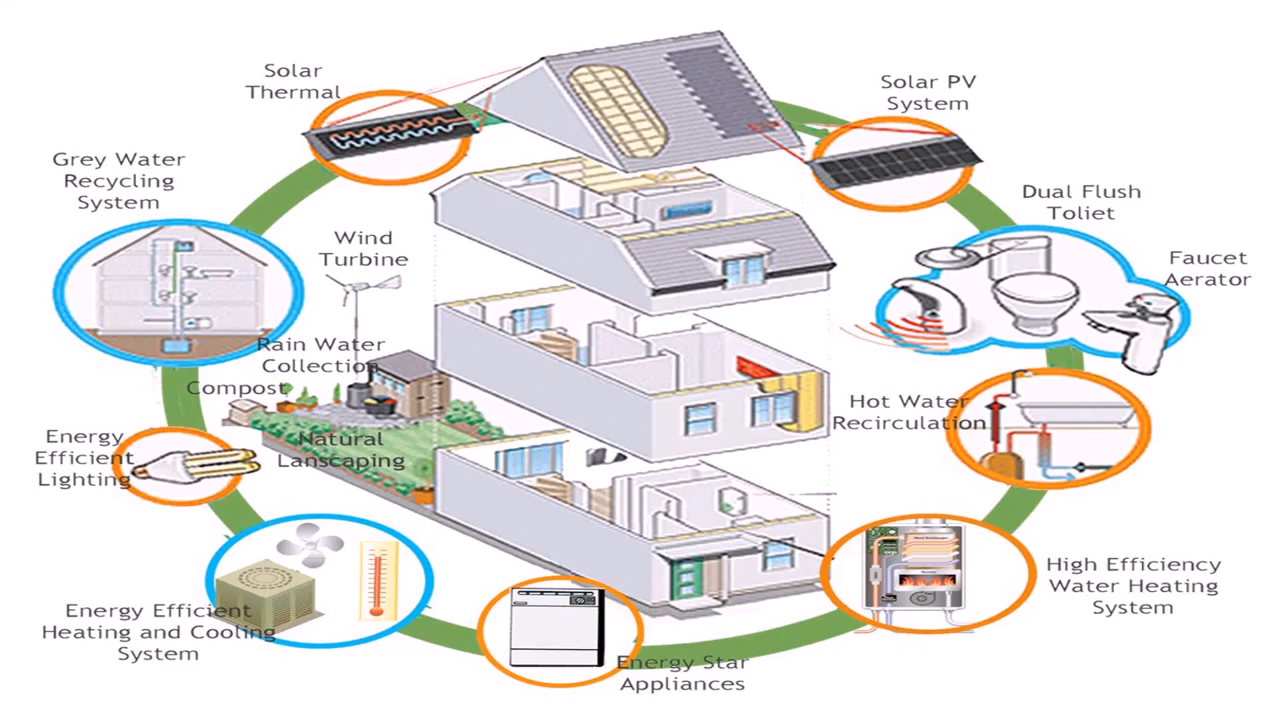 Solar
Thermal
Solar PV
System
Grey Water
Recycling
System
Dual Flush
Toliet
Wind
Turbine
Faucet
Aerator
Rain Water
Collection
Compost
Hot Water
Recirculation
Energy
Efficient
Lighting
Natural
Lanscaping
High Efficiency
Water Heating
System
Energy Efficient
Heating and Cooling
System
Energy Star
Appliances